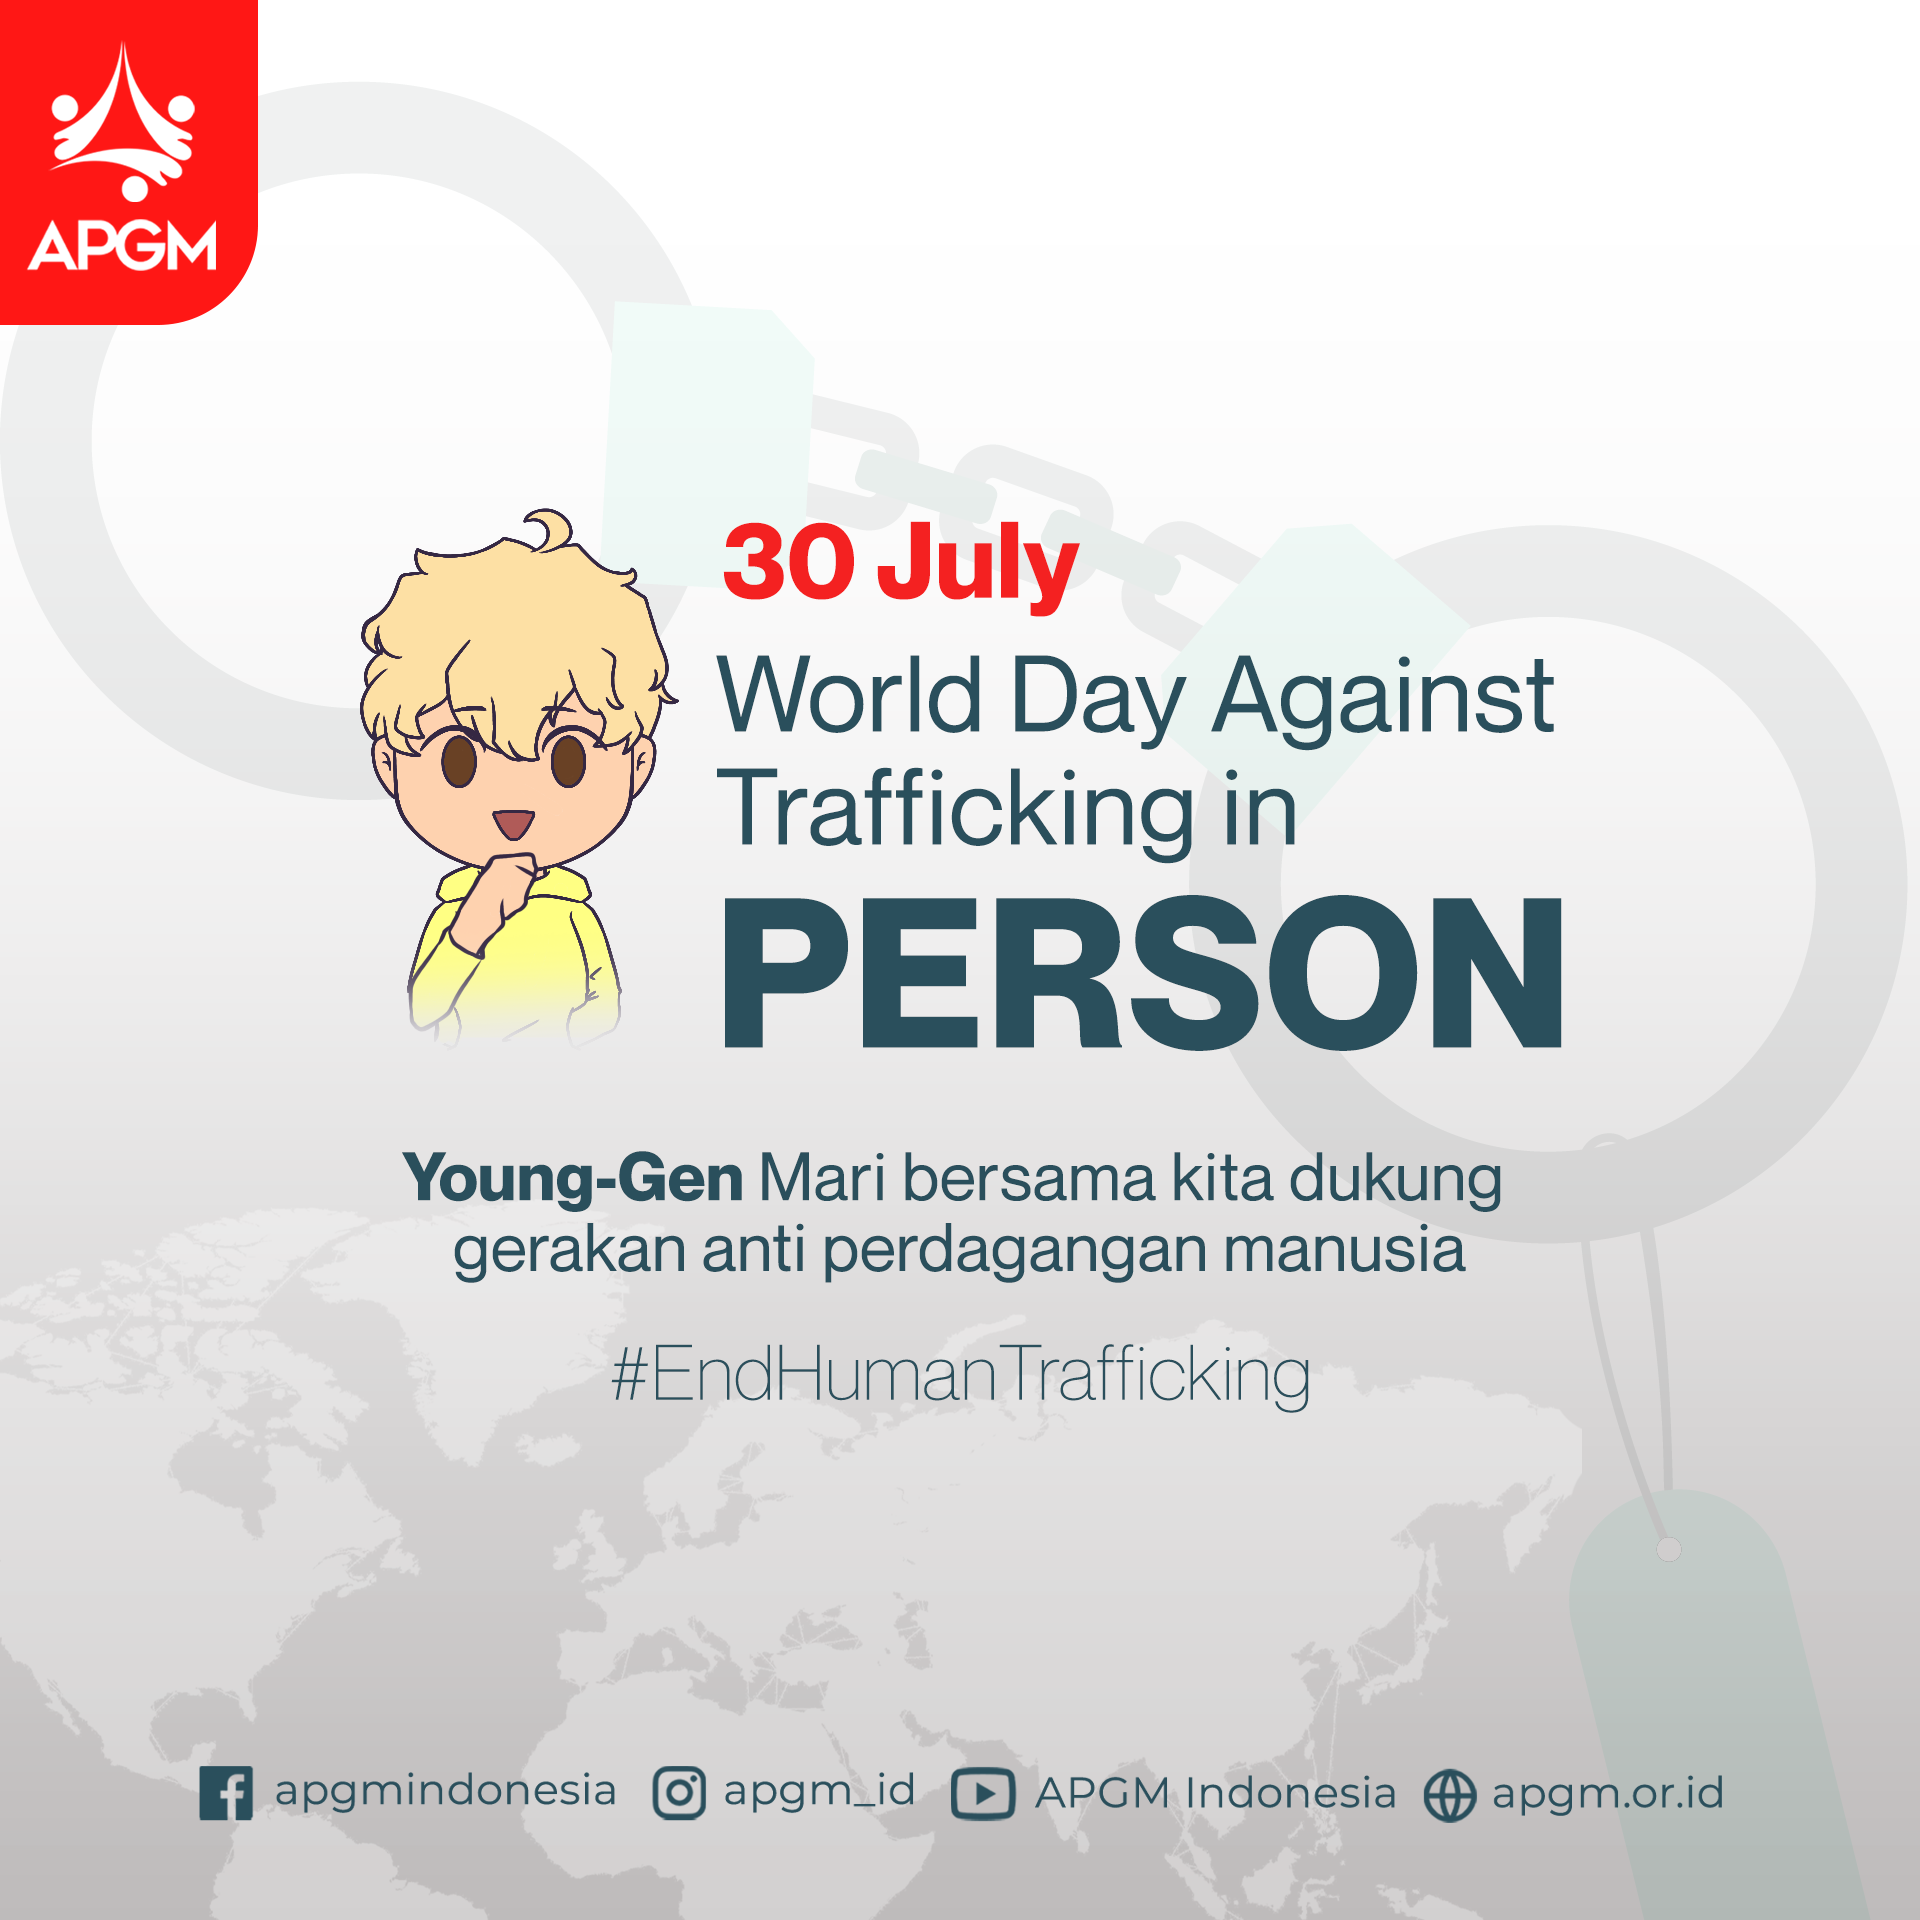 APGM
30 July
World Day Against
Trafficking in
PERSON
Young-Gen Mari bersama kita dukung
gerakan anti perdagangan manusia
#EndHumanTrafficking
apgmindonesia apgm_id APGM Indonesia apgm.or.id